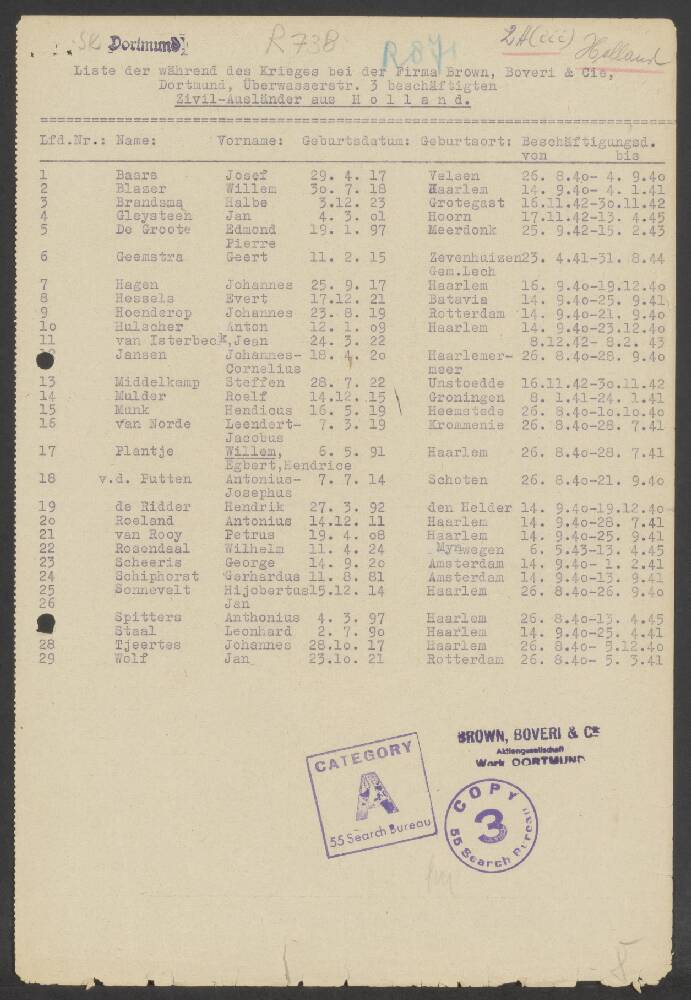 SK Dortmund
R 738
R 871
2A(iii) Holland
Liste der während des Krieges bei der Firma Brown, Boveri & Cie,
Dortmund, Überwasserstr. 3 beschäftigten
Zivil-Ausländer aus H o l l a n d.
Lfd.Nr.: Name: Vorname: Geburtsdatum: Geburtsort: Beschäftigungsd.
von bis
1 Baars Josef 29. 4. 17 Velsen 26. 8.4o- 4. 9.4o
2 Blaser Willem 3o. 7. 18 Haarlem 14. 9.4o- 4. 1.41
3 Brandsma Halbe 3.12. 23 Grotegast 16.11.42-3o.11.42
4 Gleysteen Jan 4. 3. o1 Hoorn 17.11.42-13. 4.45
5 De Groote Edmond 19. 1. 97 Meerdonk 25. 9.42-15. 2.43
Pierre
6 Geemstra Geert 11. 2. 15 Zevenhuizen23. 4.41-31. 8.44
Gem.Leek
7 Hagen Johannes 25. 9. 17 Haarlem 16. 9.4o-19.12.4o
8 Hessels Evert 17.12. 21 Batavia 14. 9.4o-25. 9.41
9 Hoenderop Johannes 23. 8. 19 Rotterdam 14. 9.4o-21. 9.4o
1o Hulscher Anton 12. 1. o9 Haarlem 14. 9.4o-23.12.4o
11 van Isterbeek,Jean 24. 3. 22 8.12.42- 8.2. 43
Jansen Johannes- 18. 4. 2o Haarlemer- 26. 8.4o-28. 9.4o
Cornelius meer
13 Middelkamp Steffen 28. 7. 22 Unstoedde 16.11.42-3o.11.42
14 Mulder Roelf 14.12. 15 Groningen 8. 1.41-24. 1.41
15 Munk Hendicus 16. 5. 19 Heemstede 26. 8.4o-1o.1o.4o
16 van Norde Leendert- 7. 3. 19 Krommenie 26. 8.4o-28. 7.41
Jacobus
17 Plantje Willem, 6. 5. 91 Haarlem 26. 8.4o-28. 7.41
Egbert,Hendrice
18 v.d. Putten Antonius- 7. 7. 14 Schoten 26. 8.4o-21. 9.4o
Josephus
19 de Ridder Hendrik 27. 3. 92 den Helder 14. 9.4o-19.12.4o
2o Roeland Antonius 14.12. 11 Haarlem 14. 9.4o-28. 7.41
21 van Rooy Petrus 19. 4. o8 Haarlem 14. 9.4o-25. 9.41
22 Rosendaal Wilhelm 11. 4. 24 Nymwegen 6. 5.43-13. 4.45
23 Scheeris George 14. 9. 2o Amsterdam 14. 9.4o- 1. 2.41
24 Schiphorst Gerhardus 11. 8. 81 Amsterdam 14. 9.4o-13. 9.41
25 Sonnevelt Hijobertus15.12. 14 Haarlem 26. 8.4o-26. 9.4o
26 Jan
Spitters Anthonius 4. 3. 97 Haarlem 26. 8.4o-13. 4.45
Staal Leonhard 2. 7. 9o Haarlem 14. 9.4o-25. 4.41
28 Tjeertes Johannes 28.1o. 17 Haarlem 26. 8.4o- 5.12.4o
29 Wolf Jan 23.1o. 21 Rotterdam 26. 8.4o- 5. 3.41
BROWN, BOVERI & CIE
Aktiengesellschaft
Werk DORTMUND
CATEGORY
A
55 Search Bureau
COPY
3
55 Search Bureau
8